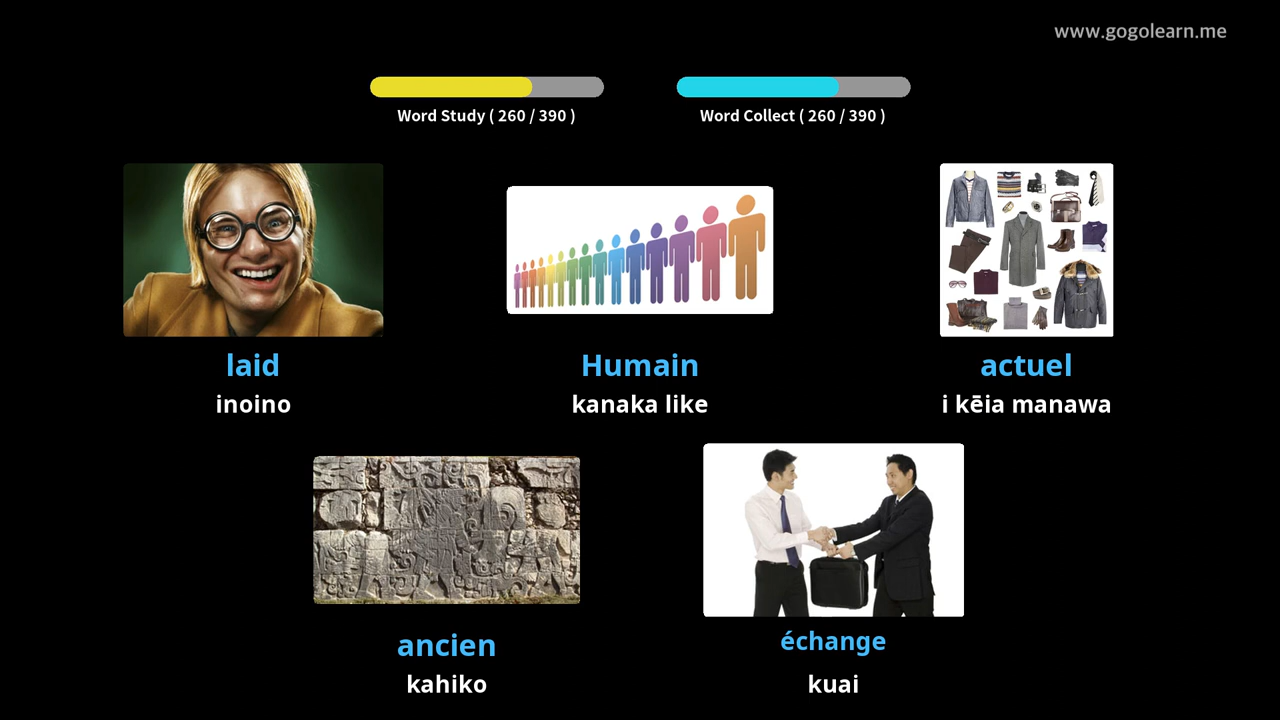 www.gogolearn.me
Word Study ( 260 / 390 )
Word Collect ( 260 / 390 )
laid
inoino
Humain
kanaka like
actuel
i kēia manawa
ancien
kahiko
échange
kuai